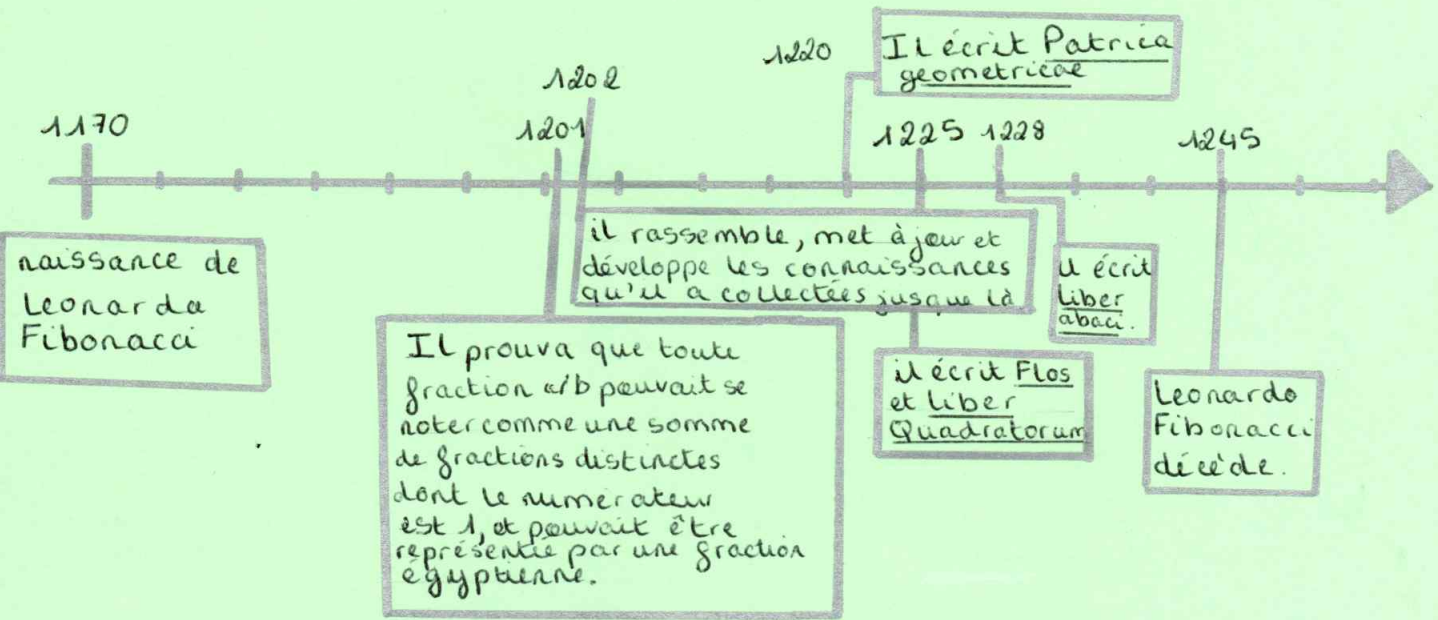 1170
naissance de
Leonarda
Fibonacci
1201
Il prouva que toute
fraction a/b pouvait se
noter comme une somme
de fractions distinctes
dont le numérateur
est 1, et pouvait être
représentée par une fraction
égyptienne.
1202
il rassemble, met à jour et
développe les connaissances
qu'il a collectées jusque là
1220
Il écrit Patrica
geometricae
1225
il écrit Flos
et Liber
Quadratorum
1228
il écrit
liber
abaci.
1245
Leonardo
Fibonacci
décède.